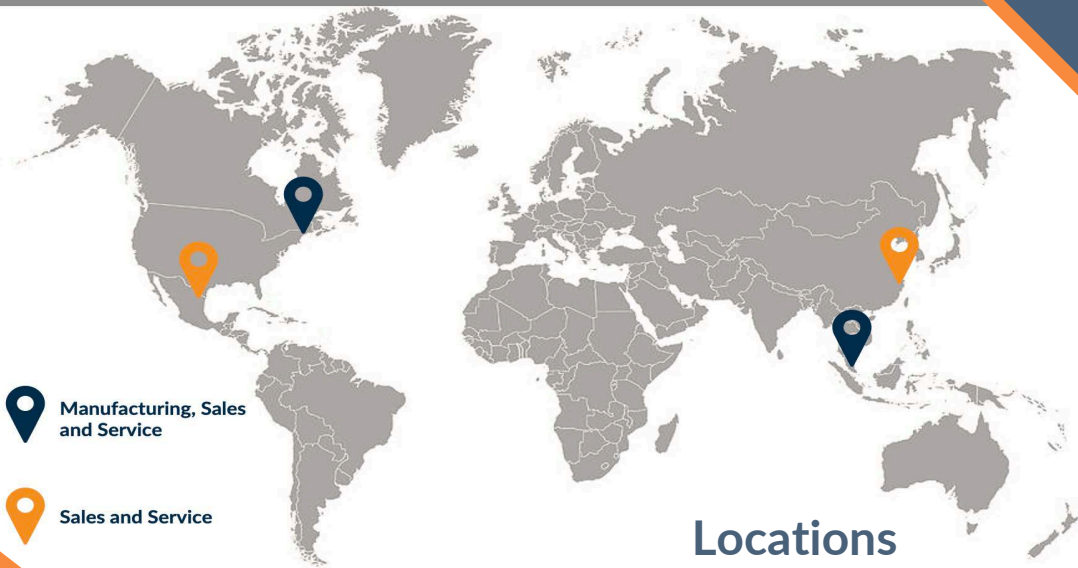 Manufacturing, Sales
and Service
Sales and Service
Locations